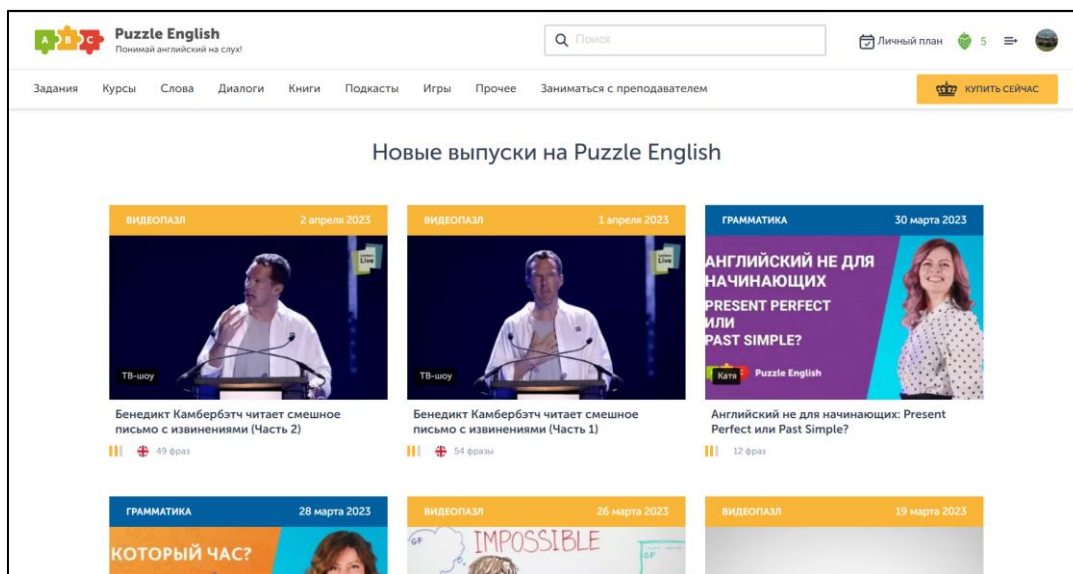 A B C
Puzzle English
Понимай английский на слух!
Поиск
Личный план
5
Задания Курсы Слова Диалоги Книги Подкасты Игры Прочее Заниматься с преподавателем
КУПИТЬ СЕЙЧАС
Новые выпуски на Puzzle English
ВИДЕОПАЗЛ 2 апреля 2023
Live
ТВ-шоу
Бенедикт Камбербэтч читает смешное
письмо с извинениями (Часть 2)
49 фраз
ВИДЕОПАЗЛ 1 апреля 2023
Live
ТВ-шоу
Бенедикт Камбербэтч читает смешное
письмо с извинениями (Часть 1)
54 фразы
ГРАММАТИКА 30 марта 2023
АНГЛИЙСКИЙ НЕ ДЛЯ
НАЧИНАЮЩИХ
PRESENT PERFECT
ИЛИ
PAST SIMPLE?
Катя
Puzzle English
Английский не для начинающих: Present
Perfect или Past Simple?
12 фраз
ГРАММАТИКА 28 марта 2023
КОТОРЫЙ ЧАС?
ВИДЕОПАЗЛ 26 марта 2023
GF
IMPOSSIBLE
GF
ВИДЕОПАЗЛ 19 марта 2023